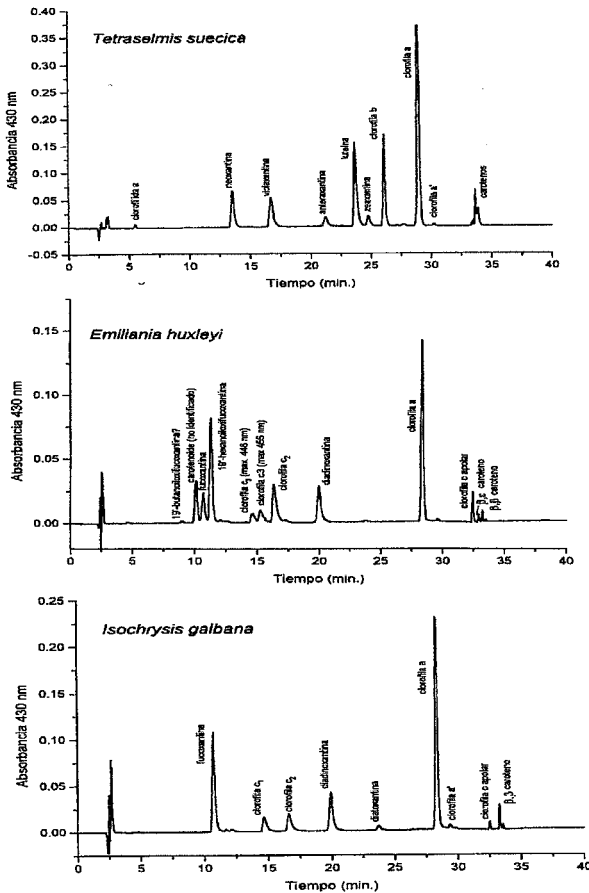 Tetraselmis suecica
Absorbancia 430 nm
0.40
0.35
0.30
0.25
0.20
0.15
0.10
0.05
0.00
-0.05
clorofilida a
neoxantina
violaxantina
anteraxantina
luteína
zeaxantina
clorofila b
clorofila a
clorofila a'
carotenos
0 5 10 15 20 25 30 35 40
Tiempo (min.)
Emiliania huxleyi
Absorbancia 430 nm
0.15
0.10
0.05
0.00
19'-butanoiloxifucoxantina?
carotenoide (no identificado)
fucoxantina
19'-hexanoiloxifucoxantina
clorofila c1 (max. 446 nm)
clorofila c3 (max 455 nm)
clorofila c2
diadinoxantina
clorofila a
clorofila c apolar
β,ε caroteno
β,β caroteno
0 5 10 15 20 25 30 35 40
Tiempo (min.)
Isochrysis galbana
Absorbancia 430 nm
0.25
0.20
0.15
0.10
0.05
0.00
fucoxantina
clorofila c1
clorofila c2
diadinoxantina
diatoxantina
clorofila a
clorofila a'
clorofila c apolar
β,β caroteno
0 5 10 15 20 25 30 35 40
Tiempo (min.)